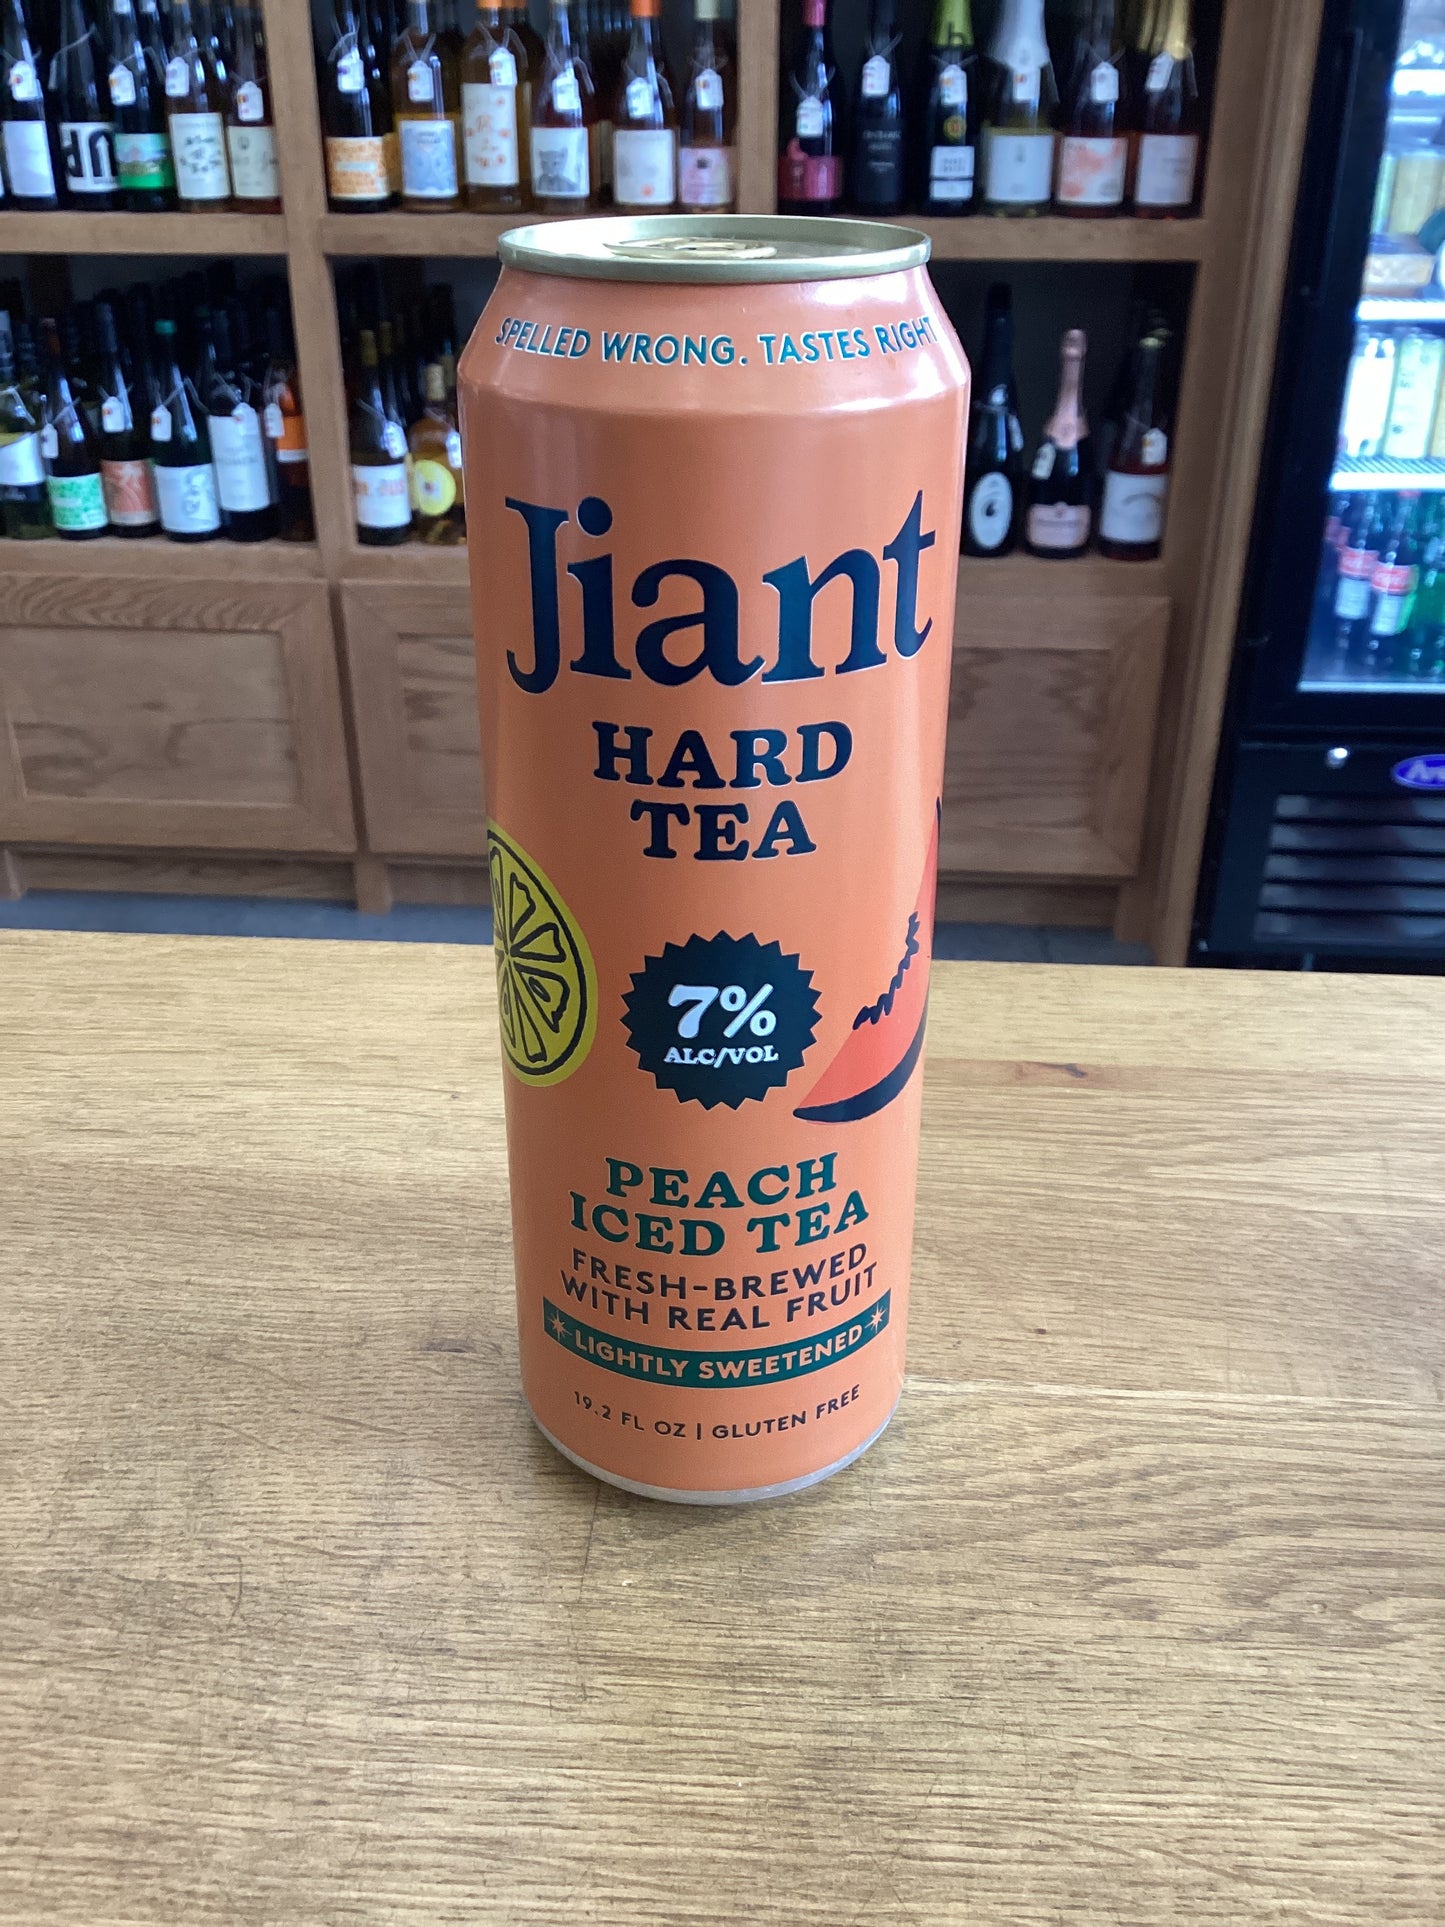 SPELLED WRONG. TASTES RIGHT
Jiant
HARD
TEA
7%
ALC/VOL
PEACH
ICED TEA
FRESH-BREWED
WITH REAL FRUIT
LIGHTLY SWEETENED
19.2 FL OZ | GLUTEN FREE